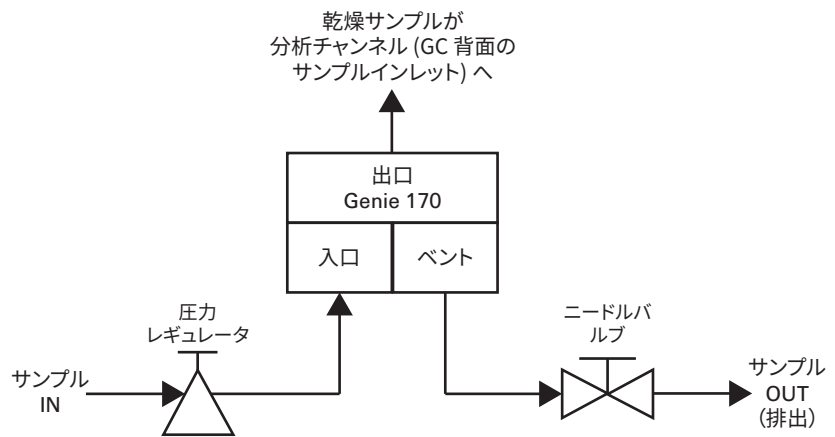 乾燥サンプルが
分析チャンネル (GC 背面の
サンプルインレット) へ
出口
Genie 170
入口
ベント
圧力
レギュレータ
ニードルバ
ルブ
サンプル
IN
サンプル
OUT
(排出)